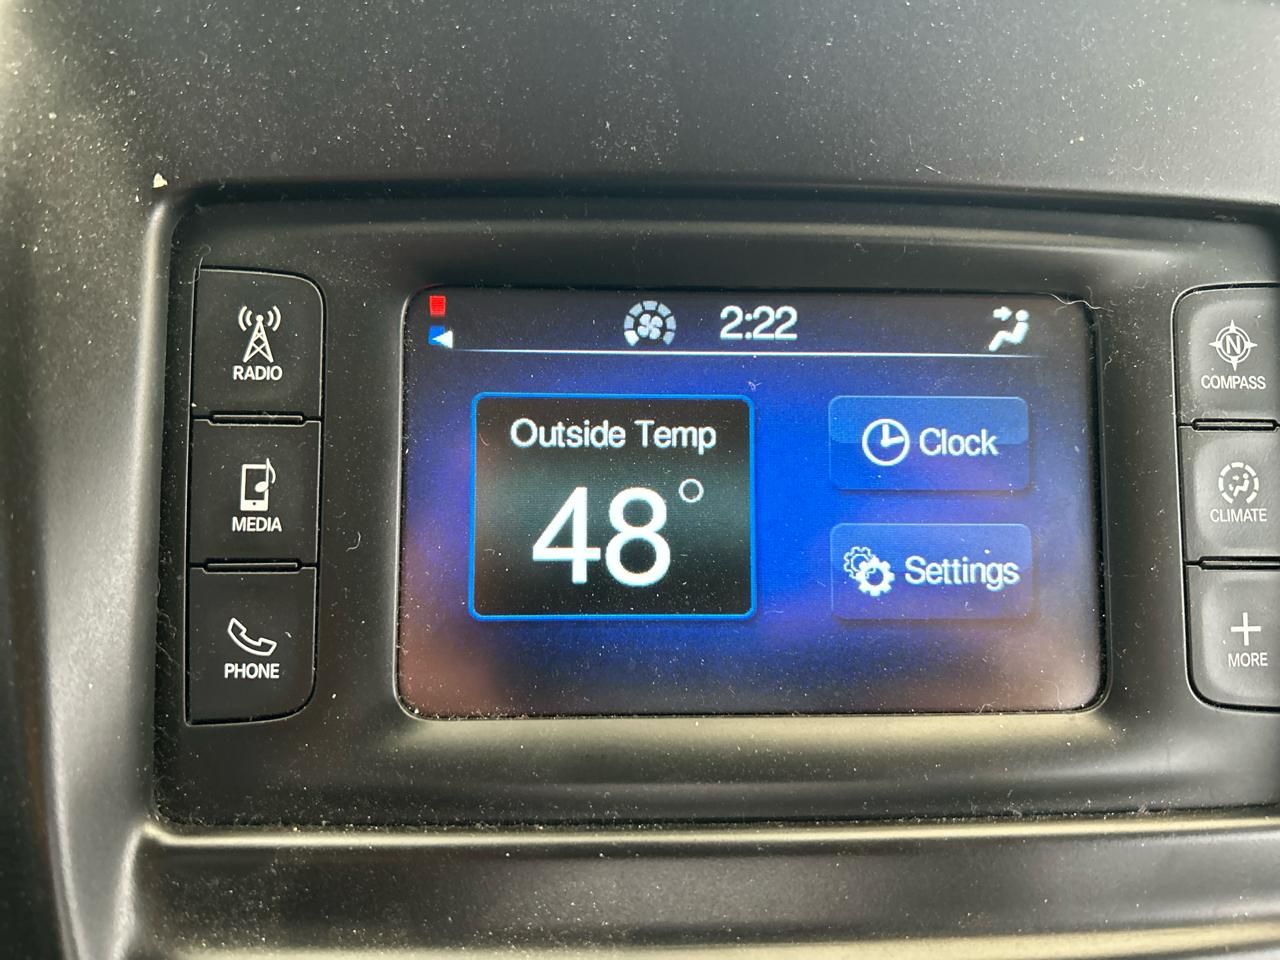 RADIO
MEDIA
PHONE
2:22
Outside Temp
48°
Clock
Settings
N
COMPASS
CLIMATE
+
MORE